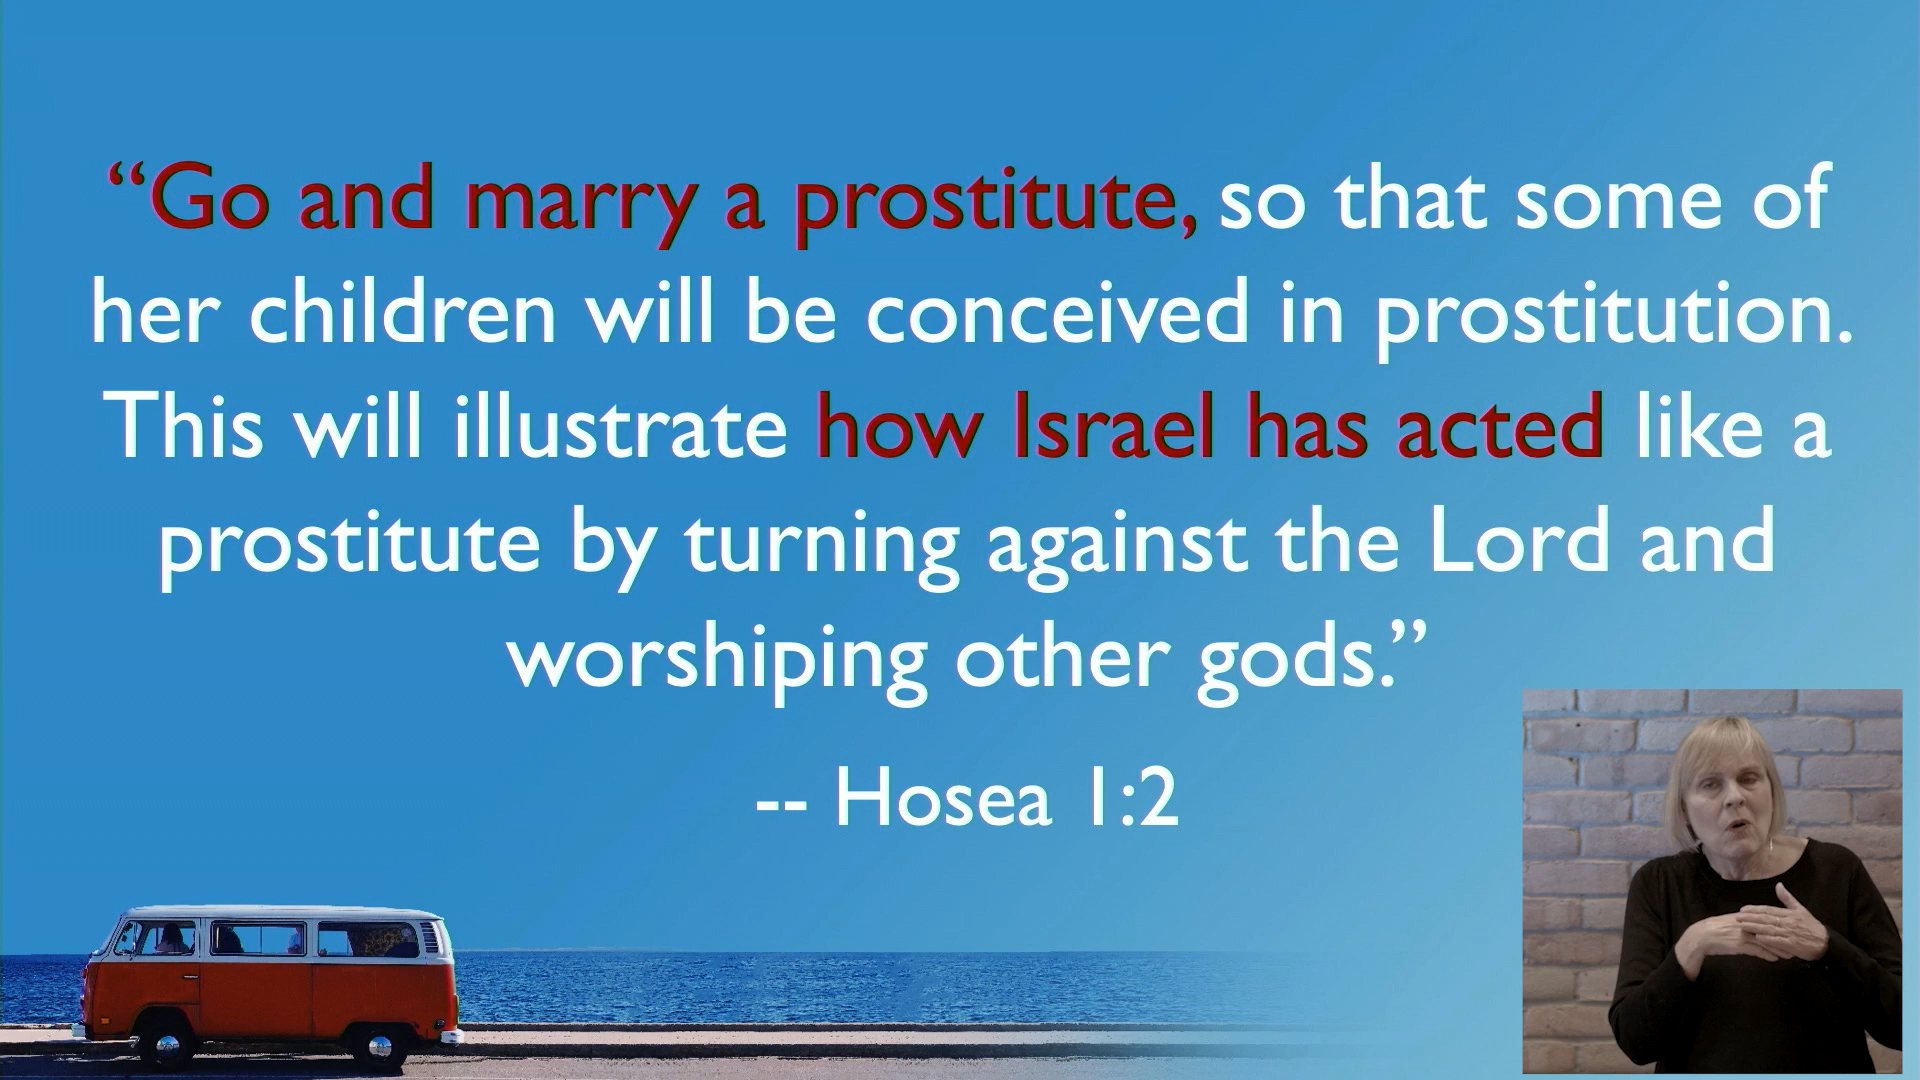 “Go and marry a prostitute, so that some of
her children will be conceived in prostitution.
This will illustrate how Israel has acted like a
prostitute by turning against the Lord and
worshiping other gods.”
-- Hosea 1:2